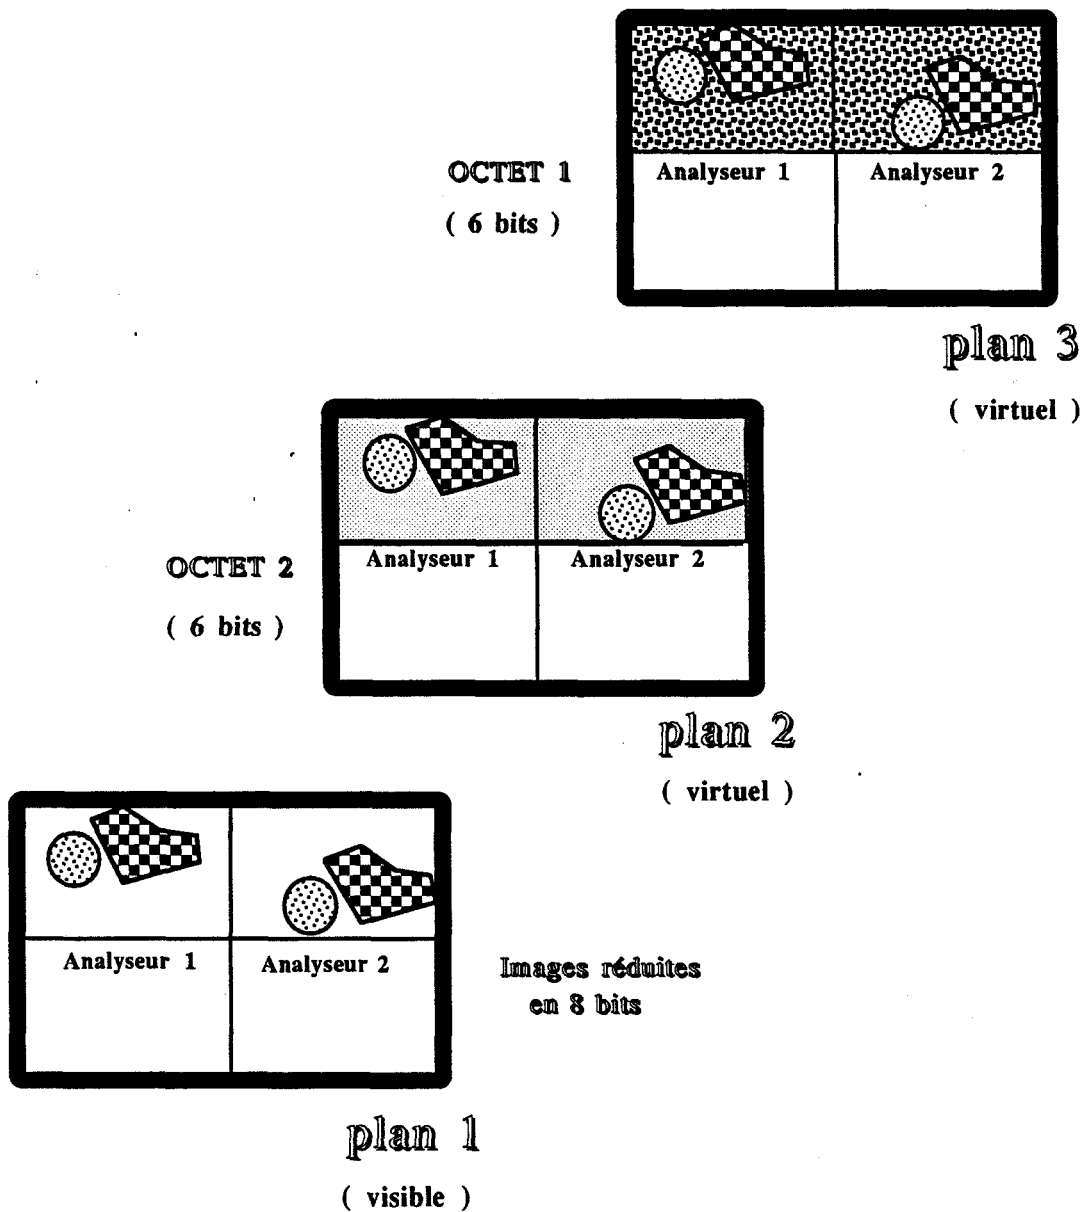 OCTET 1
( 6 bits )
Analyseur 1
Analyseur 2
plan 3
( virtuel )
OCTET 2
( 6 bits )
Analyseur 1
Analyseur 2
plan 2
( virtuel )
Analyseur 1
Analyseur 2
Images réduites
en 8 bits
plan 1
( visible )